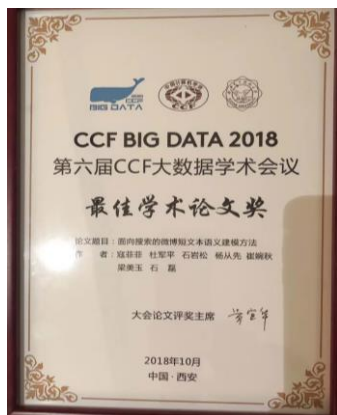 CCF
BIG DATA
CCF
CCF BIG DATA 2018
第六届CCF大数据学术会议
最佳学术论文奖
论文题目：面向搜索的微博短文本语义建模方法
作 者：寇菲菲 杜军平 石岩松 杨从先 崔婉秋
梁美玉 石 磊
大会论文评奖主席
2018年10月
中国·西安